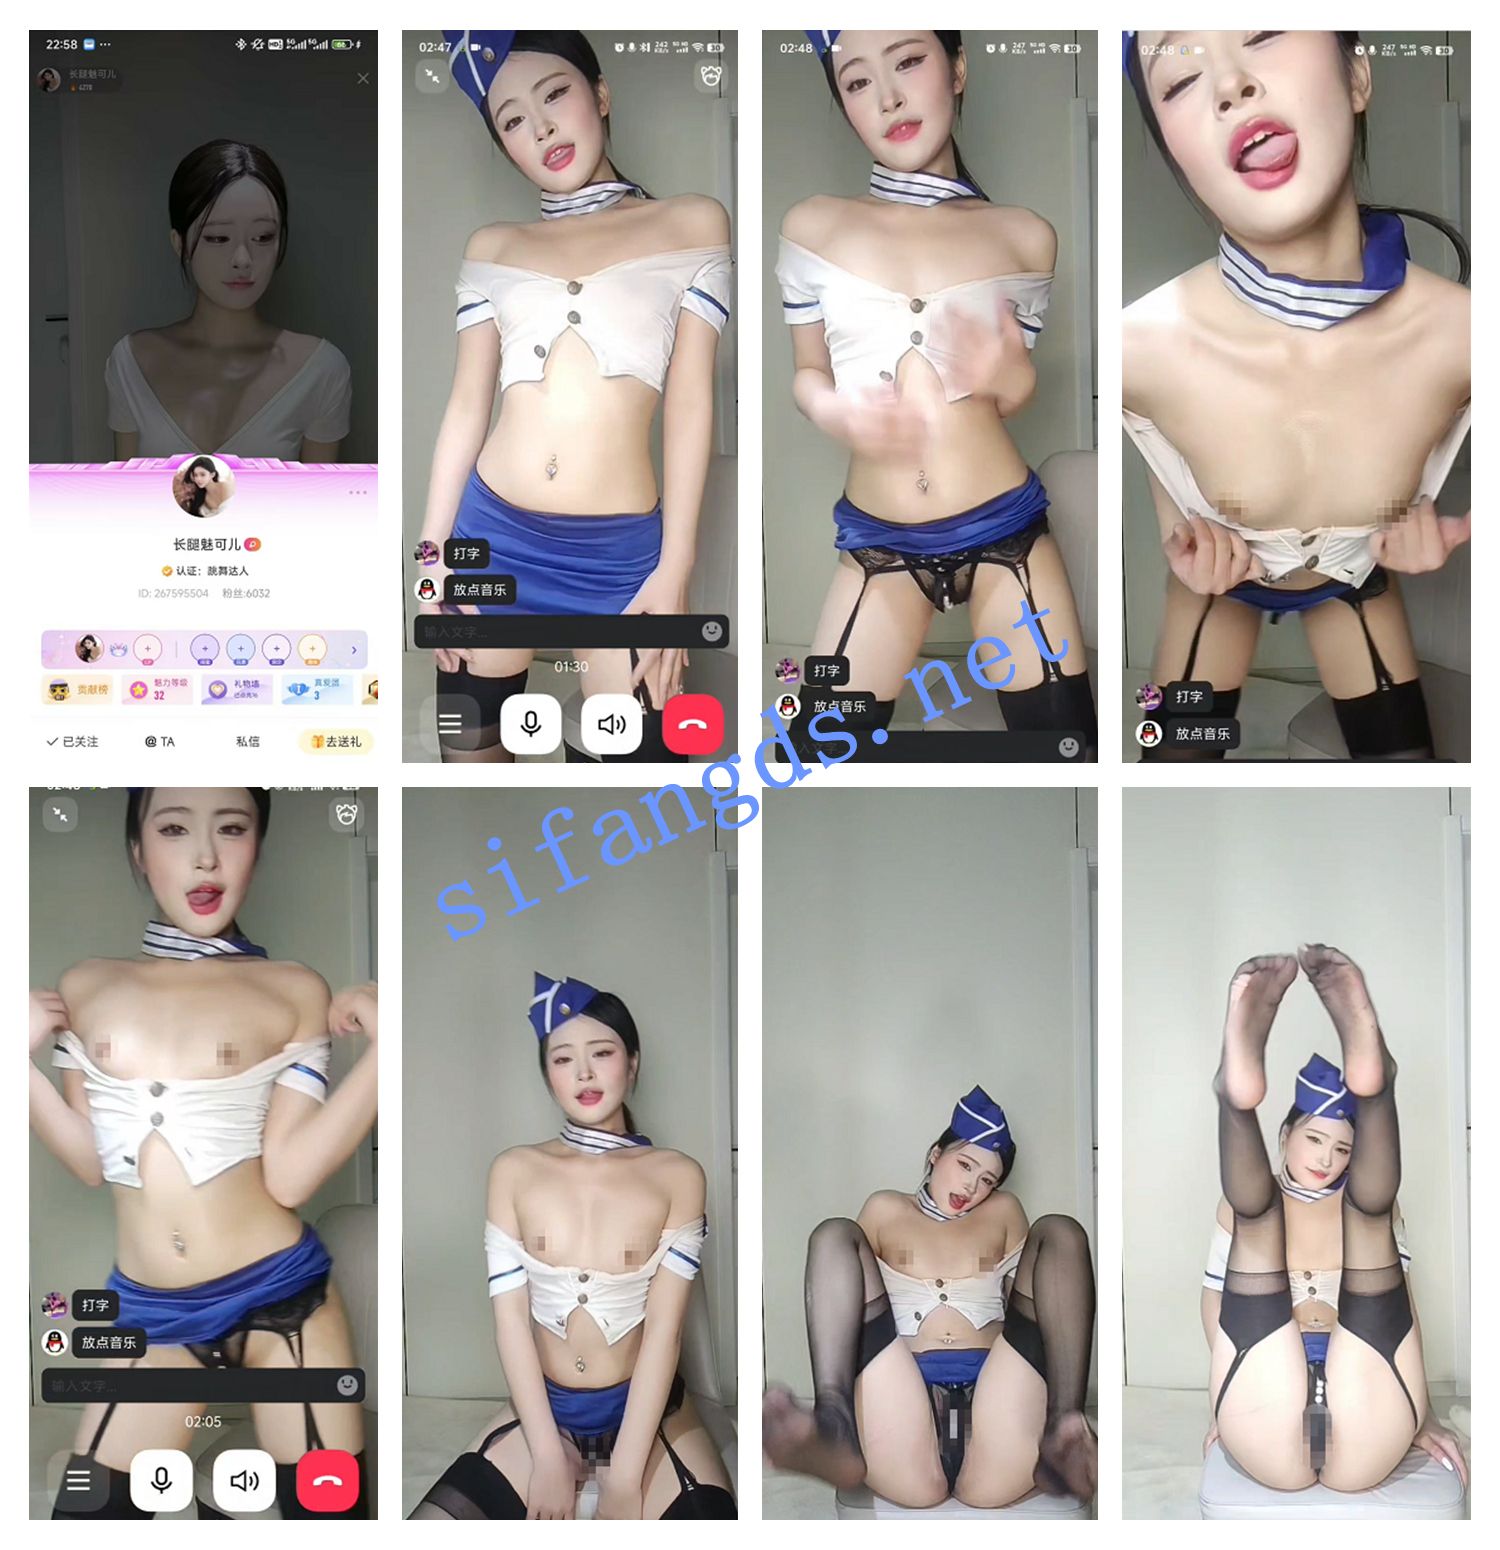 22:58
长腿魅可儿
6270
长腿魅可儿
认证：跳舞达人
ID: 267595504 粉丝:6032
贡献榜
魅力等级
32
礼物墙
真爱团
3
已关注
@ TA
私信
去送礼
02:47
打字
放点音乐
输入文字...
01:30
02:48
打字
放点音乐
02:48
打字
放点音乐
打字
放点音乐
输入文字...
02:05
sifangds.net